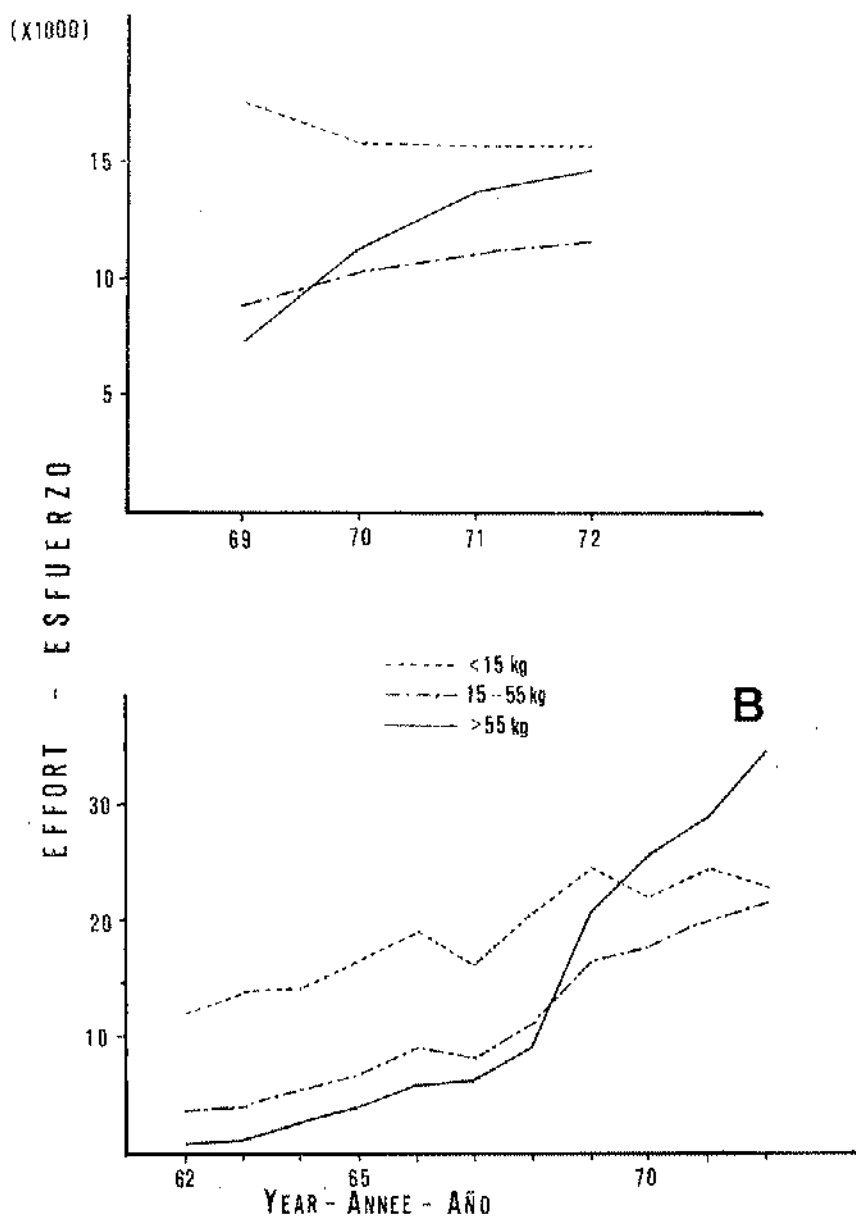 (X1000)
15
10
5
69 70 71 72
EFFORT - ESFUERZO
<15 kg
15--55 kg
>55 kg
B
30
20
10
62 65 70
YEAR - ANNEE - AÑO